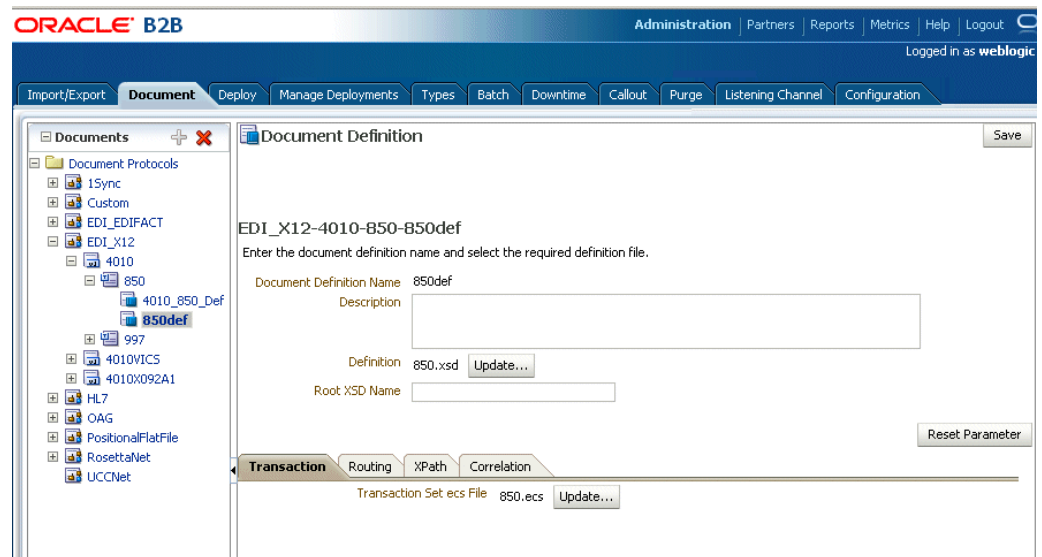 ORACLE B2B
Administration | Partners | Reports | Metrics | Help | Logout
Logged in as weblogic
Import/Export Document Deploy Manage Deployments Types Batch Downtime Callout Purge Listening Channel Configuration
Documents
Document Definition
Save
Document Protocols
1Sync
Custom
EDI_EDIFACT
EDI_X12
4010
850
4010_850_Def
850def
997
4010VICS
4010X092A1
HL7
OAG
PositionalFlatFile
RosettaNet
UCCNet
EDI_X12-4010-850-850def
Enter the document definition name and select the required definition file.
Document Definition Name 850def
Description
Definition 850.xsd Update...
Root XSD Name
Reset Parameter
Transaction Routing XPath Correlation
Transaction Set ecs File 850.ecs Update...